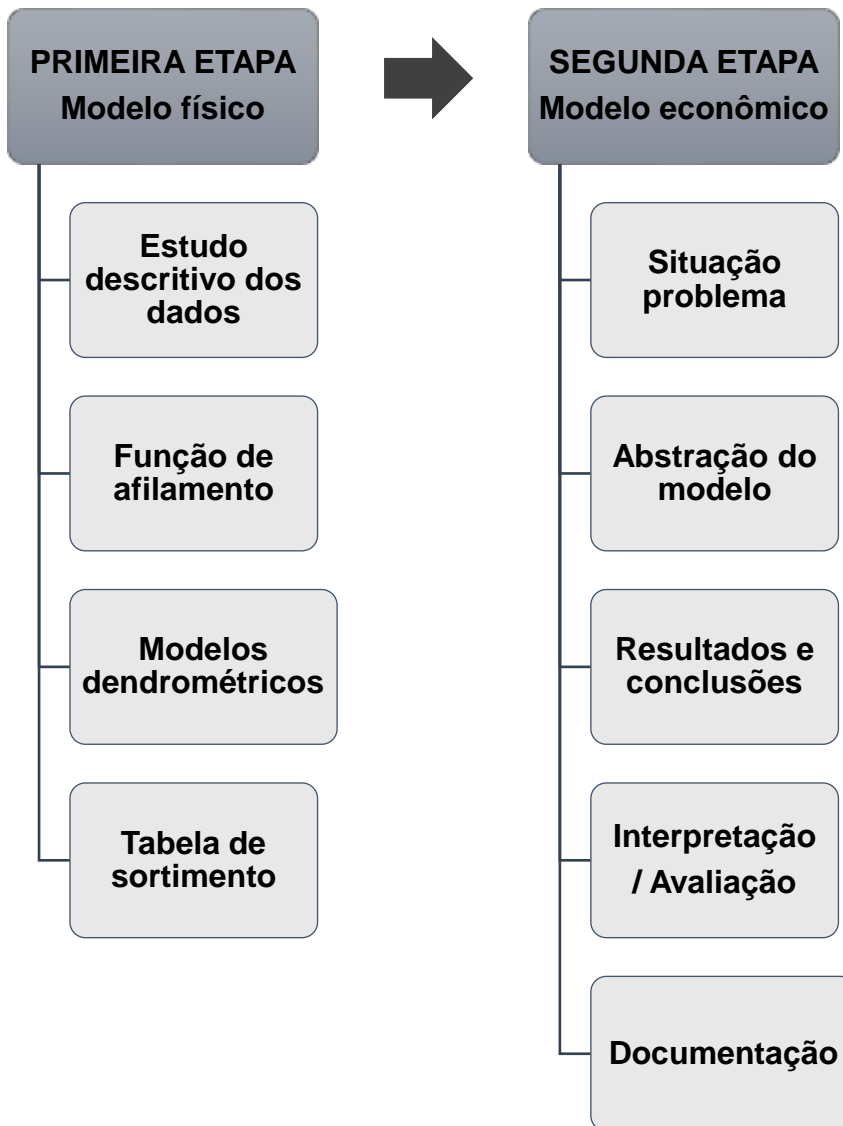 PRIMEIRA ETAPA
Modelo físico
Estudo
descritivo dos
dados
Função de
afilamento
Modelos
dendrométricos
Tabela de
sortimento
SEGUNDA ETAPA
Modelo econômico
Situação
problema
Abstração do
modelo
Resultados e
conclusões
Interpretação
/ Avaliação
Documentação